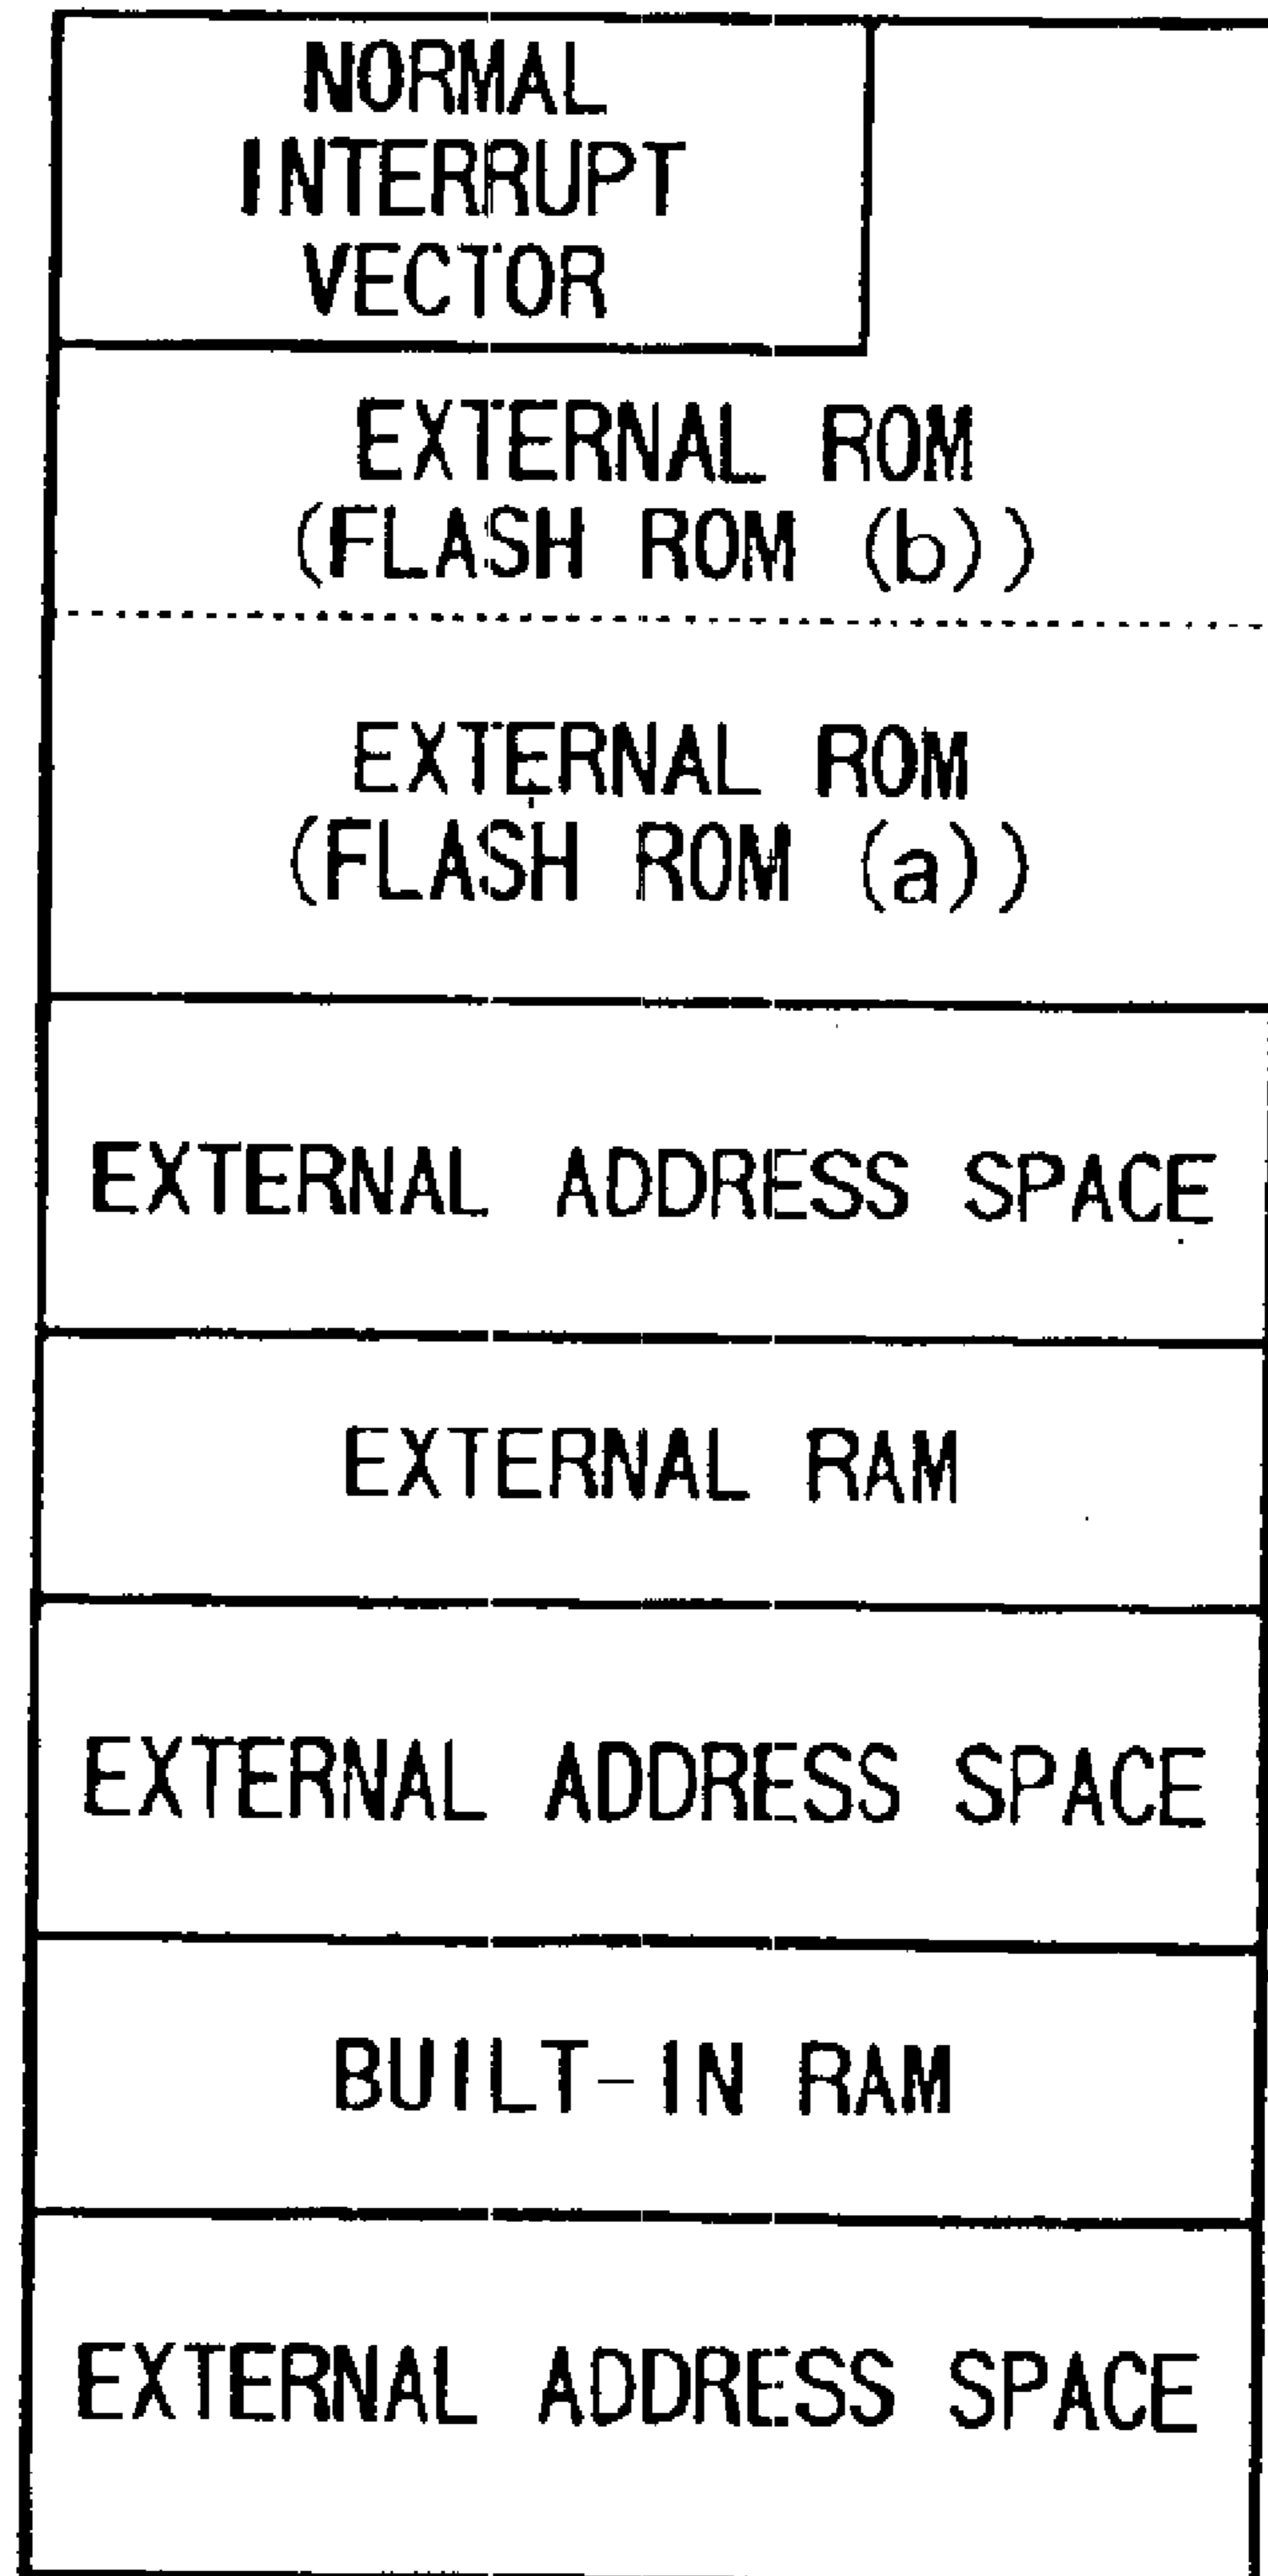 NORMAL
INTERRUPT
VECTOR
EXTERNAL ROM
(FLASH ROM (b))
EXTERNAL ROM
(FLASH ROM (a))
EXTERNAL ADDRESS SPACE
EXTERNAL RAM
EXTERNAL ADDRESS SPACE
BUILT-IN RAM
EXTERNAL ADDRESS SPACE